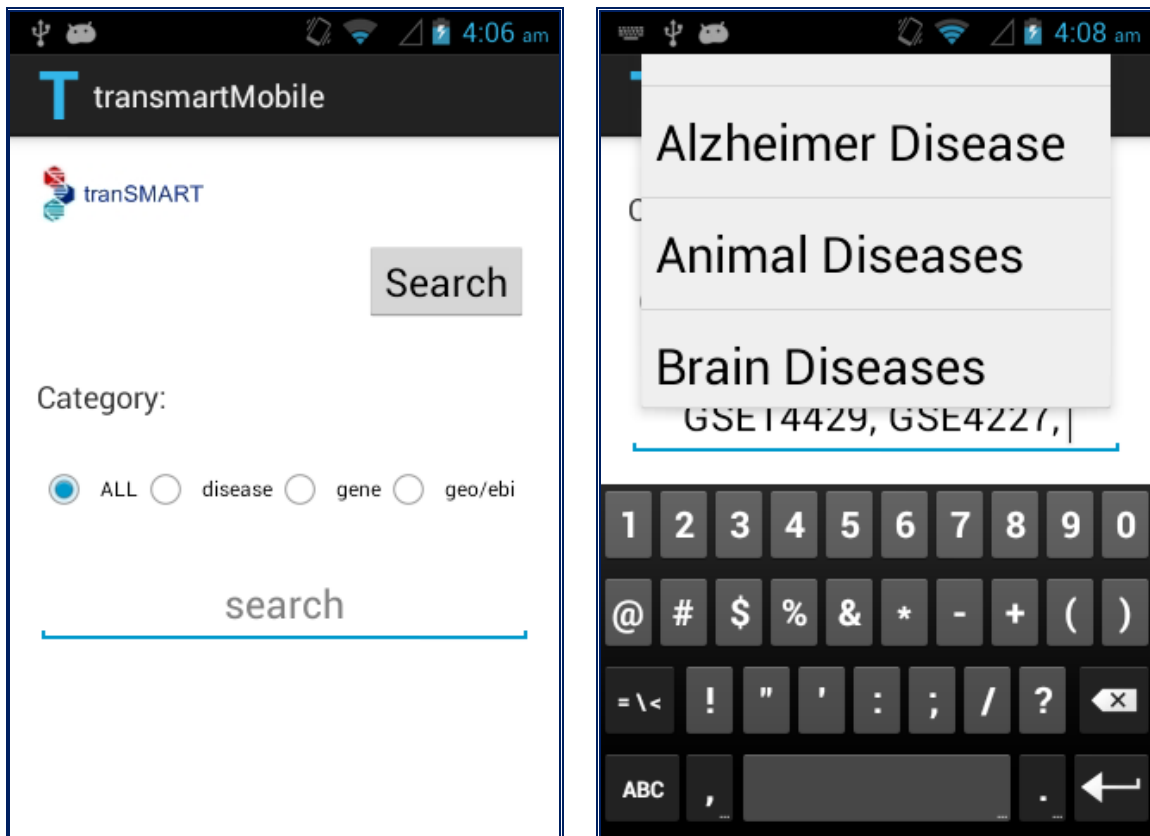 4:06 am
transmartMobile
tranSMART
Search
Category:
ALL disease gene geo/ebi
search
4:08 am
Alzheimer Disease
Animal Diseases
Brain Diseases
GSE14429, GSE4227,
1 2 3 4 5 6 7 8 9 0
@ # $ % & * - + ( )
= \ < ! " ' : ; / ?
ABC , .